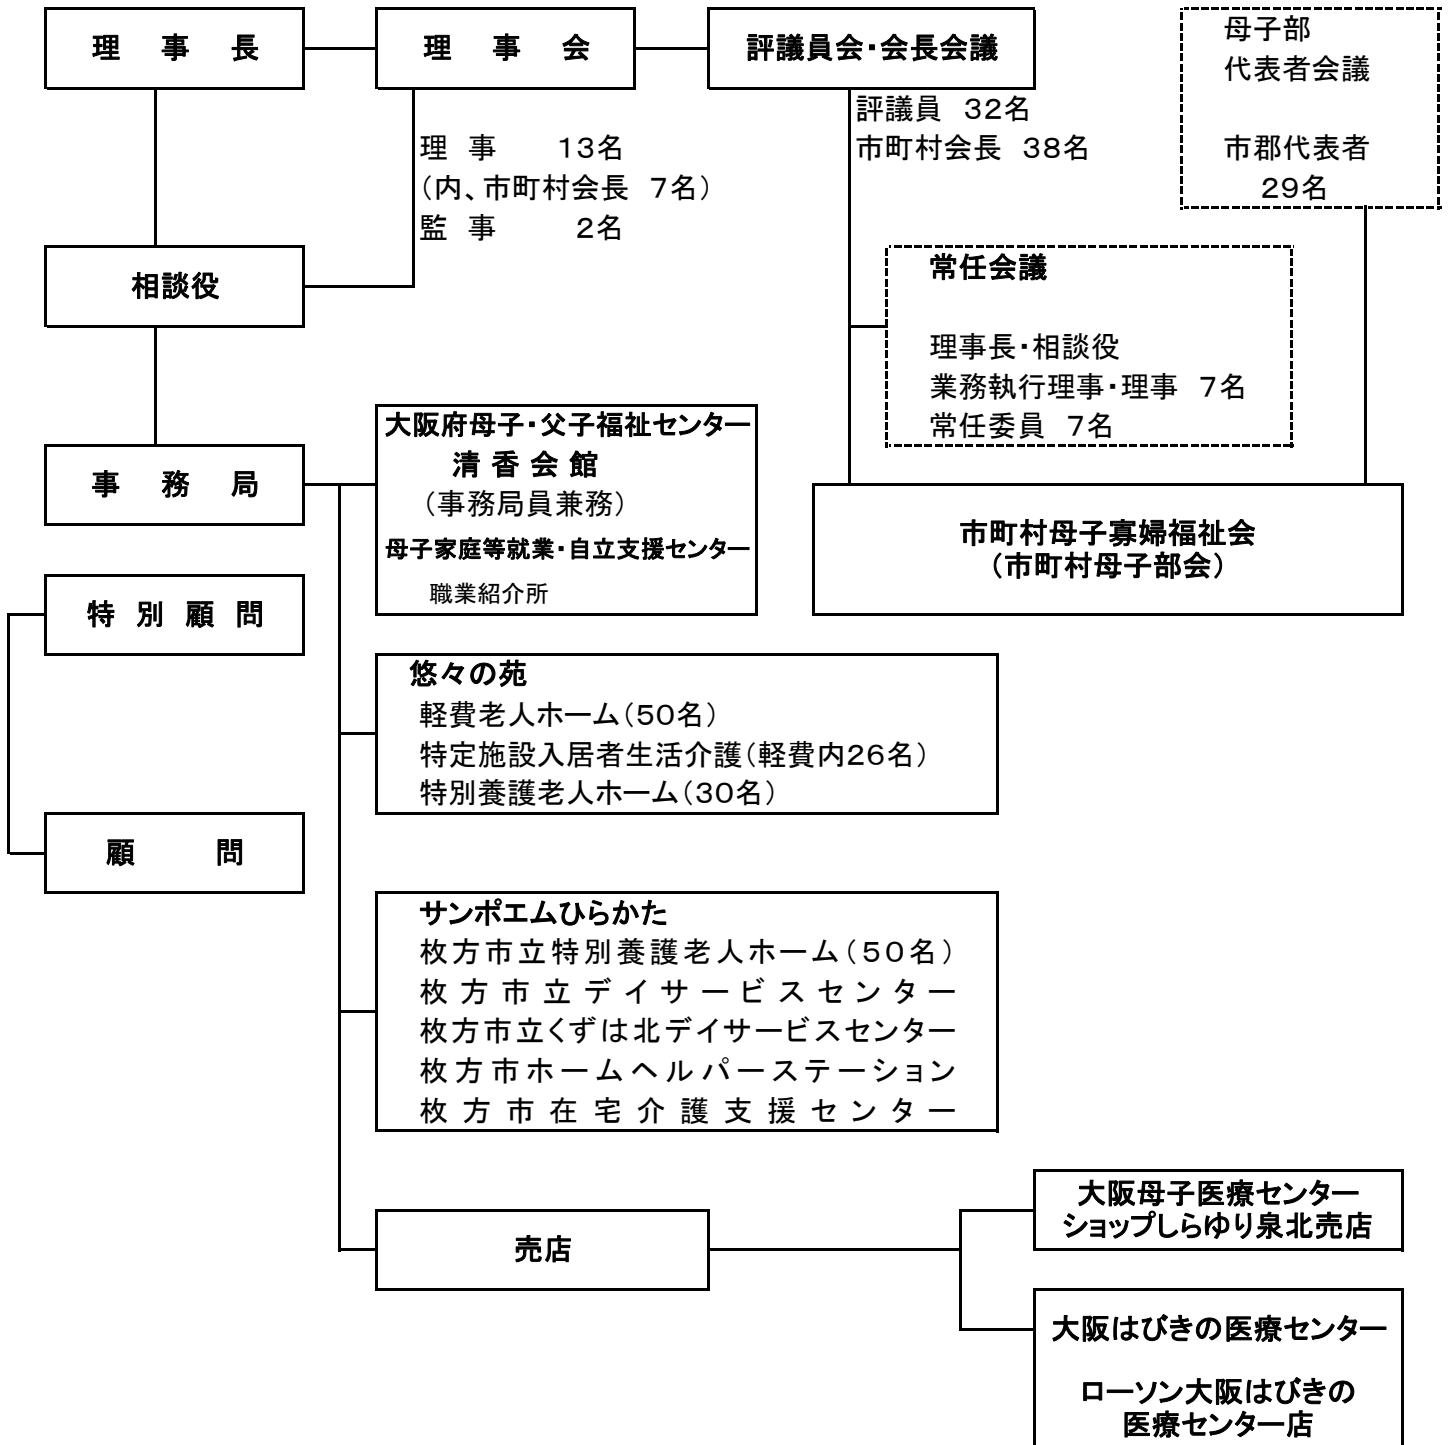 理　事　長
理　事　会
評議員会・会長会議
母子部
代表者会議
市郡代表者
29名
評議員　32名
市町村会長　38名
理　事　　13名
（内、市町村会長　7名）
監　事　　2名
相談役
常任会議
理事長・相談役
業務執行理事・理事　7名
常任委員　7名
事　務　局
大阪府母子・父子福祉センター
清 香 会 館
（事務局員兼務）
母子家庭等就業・自立支援センター
職業紹介所
市町村母子寡婦福祉会
（市町村母子部会）
特 別 顧 問
顧　　問
悠々の苑
軽費老人ホーム（50名）
特定施設入居者生活介護（軽費内26名）
特別養護老人ホーム（30名）
サンポエムひらかた
枚方市立特別養護老人ホーム（50名）
枚方市立デイサービスセンター
枚方市立くずは北デイサービスセンター
枚方市ホームヘルパーステーション
枚方市在宅介護支援センター
売店
大阪母子医療センター
ショップしらゆり泉北売店
大阪はびきの医療センター
ローソン大阪はびきの
医療センター店